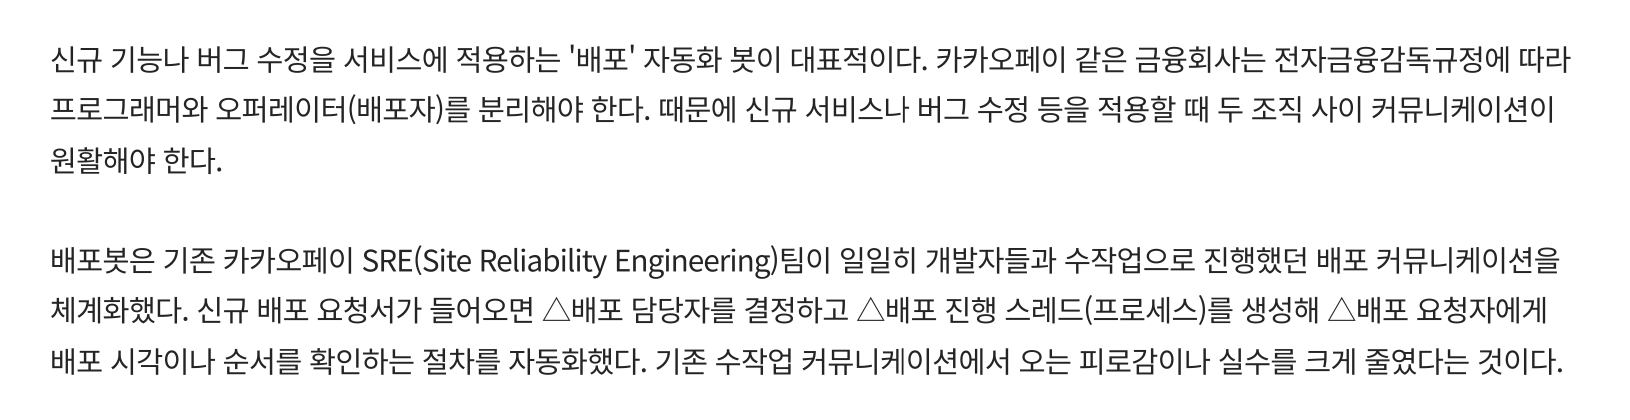 신규 기능나 버그 수정을 서비스에 적용하는 '배포' 자동화 봇이 대표적이다. 카카오페이 같은 금융회사는 전자금융감독규정에 따라
프로그래머와 오퍼레이터(배포자)를 분리해야 한다. 때문에 신규 서비스나 버그 수정 등을 적용할 때 두 조직 사이 커뮤니케이션이
원활해야 한다.
배포봇은 기존 카카오페이 SRE(Site Reliability Engineering)팀이 일일히 개발자들과 수작업으로 진행했던 배포 커뮤니케이션을
체계화했다. 신규 배포 요청서가 들어오면 △배포 담당자를 결정하고 △배포 진행 스레드(프로세스)를 생성해 △배포 요청자에게
배포 시각이나 순서를 확인하는 절차를 자동화했다. 기존 수작업 커뮤니케이션에서 오는 피로감이나 실수를 크게 줄였다는 것이다.